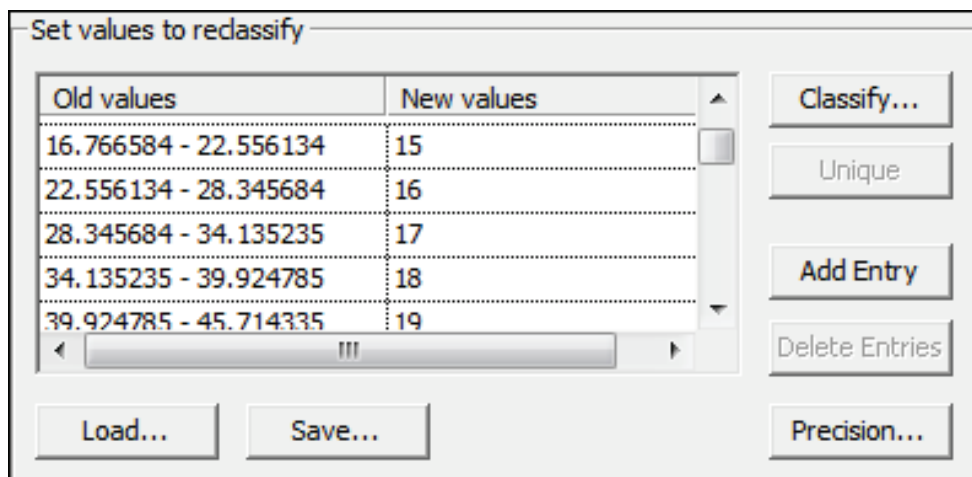 Set values to reclassify
Old values New values
16.766584 - 22.556134 15
22.556134 - 28.345684 16
28.345684 - 34.135235 17
34.135235 - 39.924785 18
39.924785 - 45.714335 19
Classify...
Unique
Add Entry
Delete Entries
Load... Save... Precision...